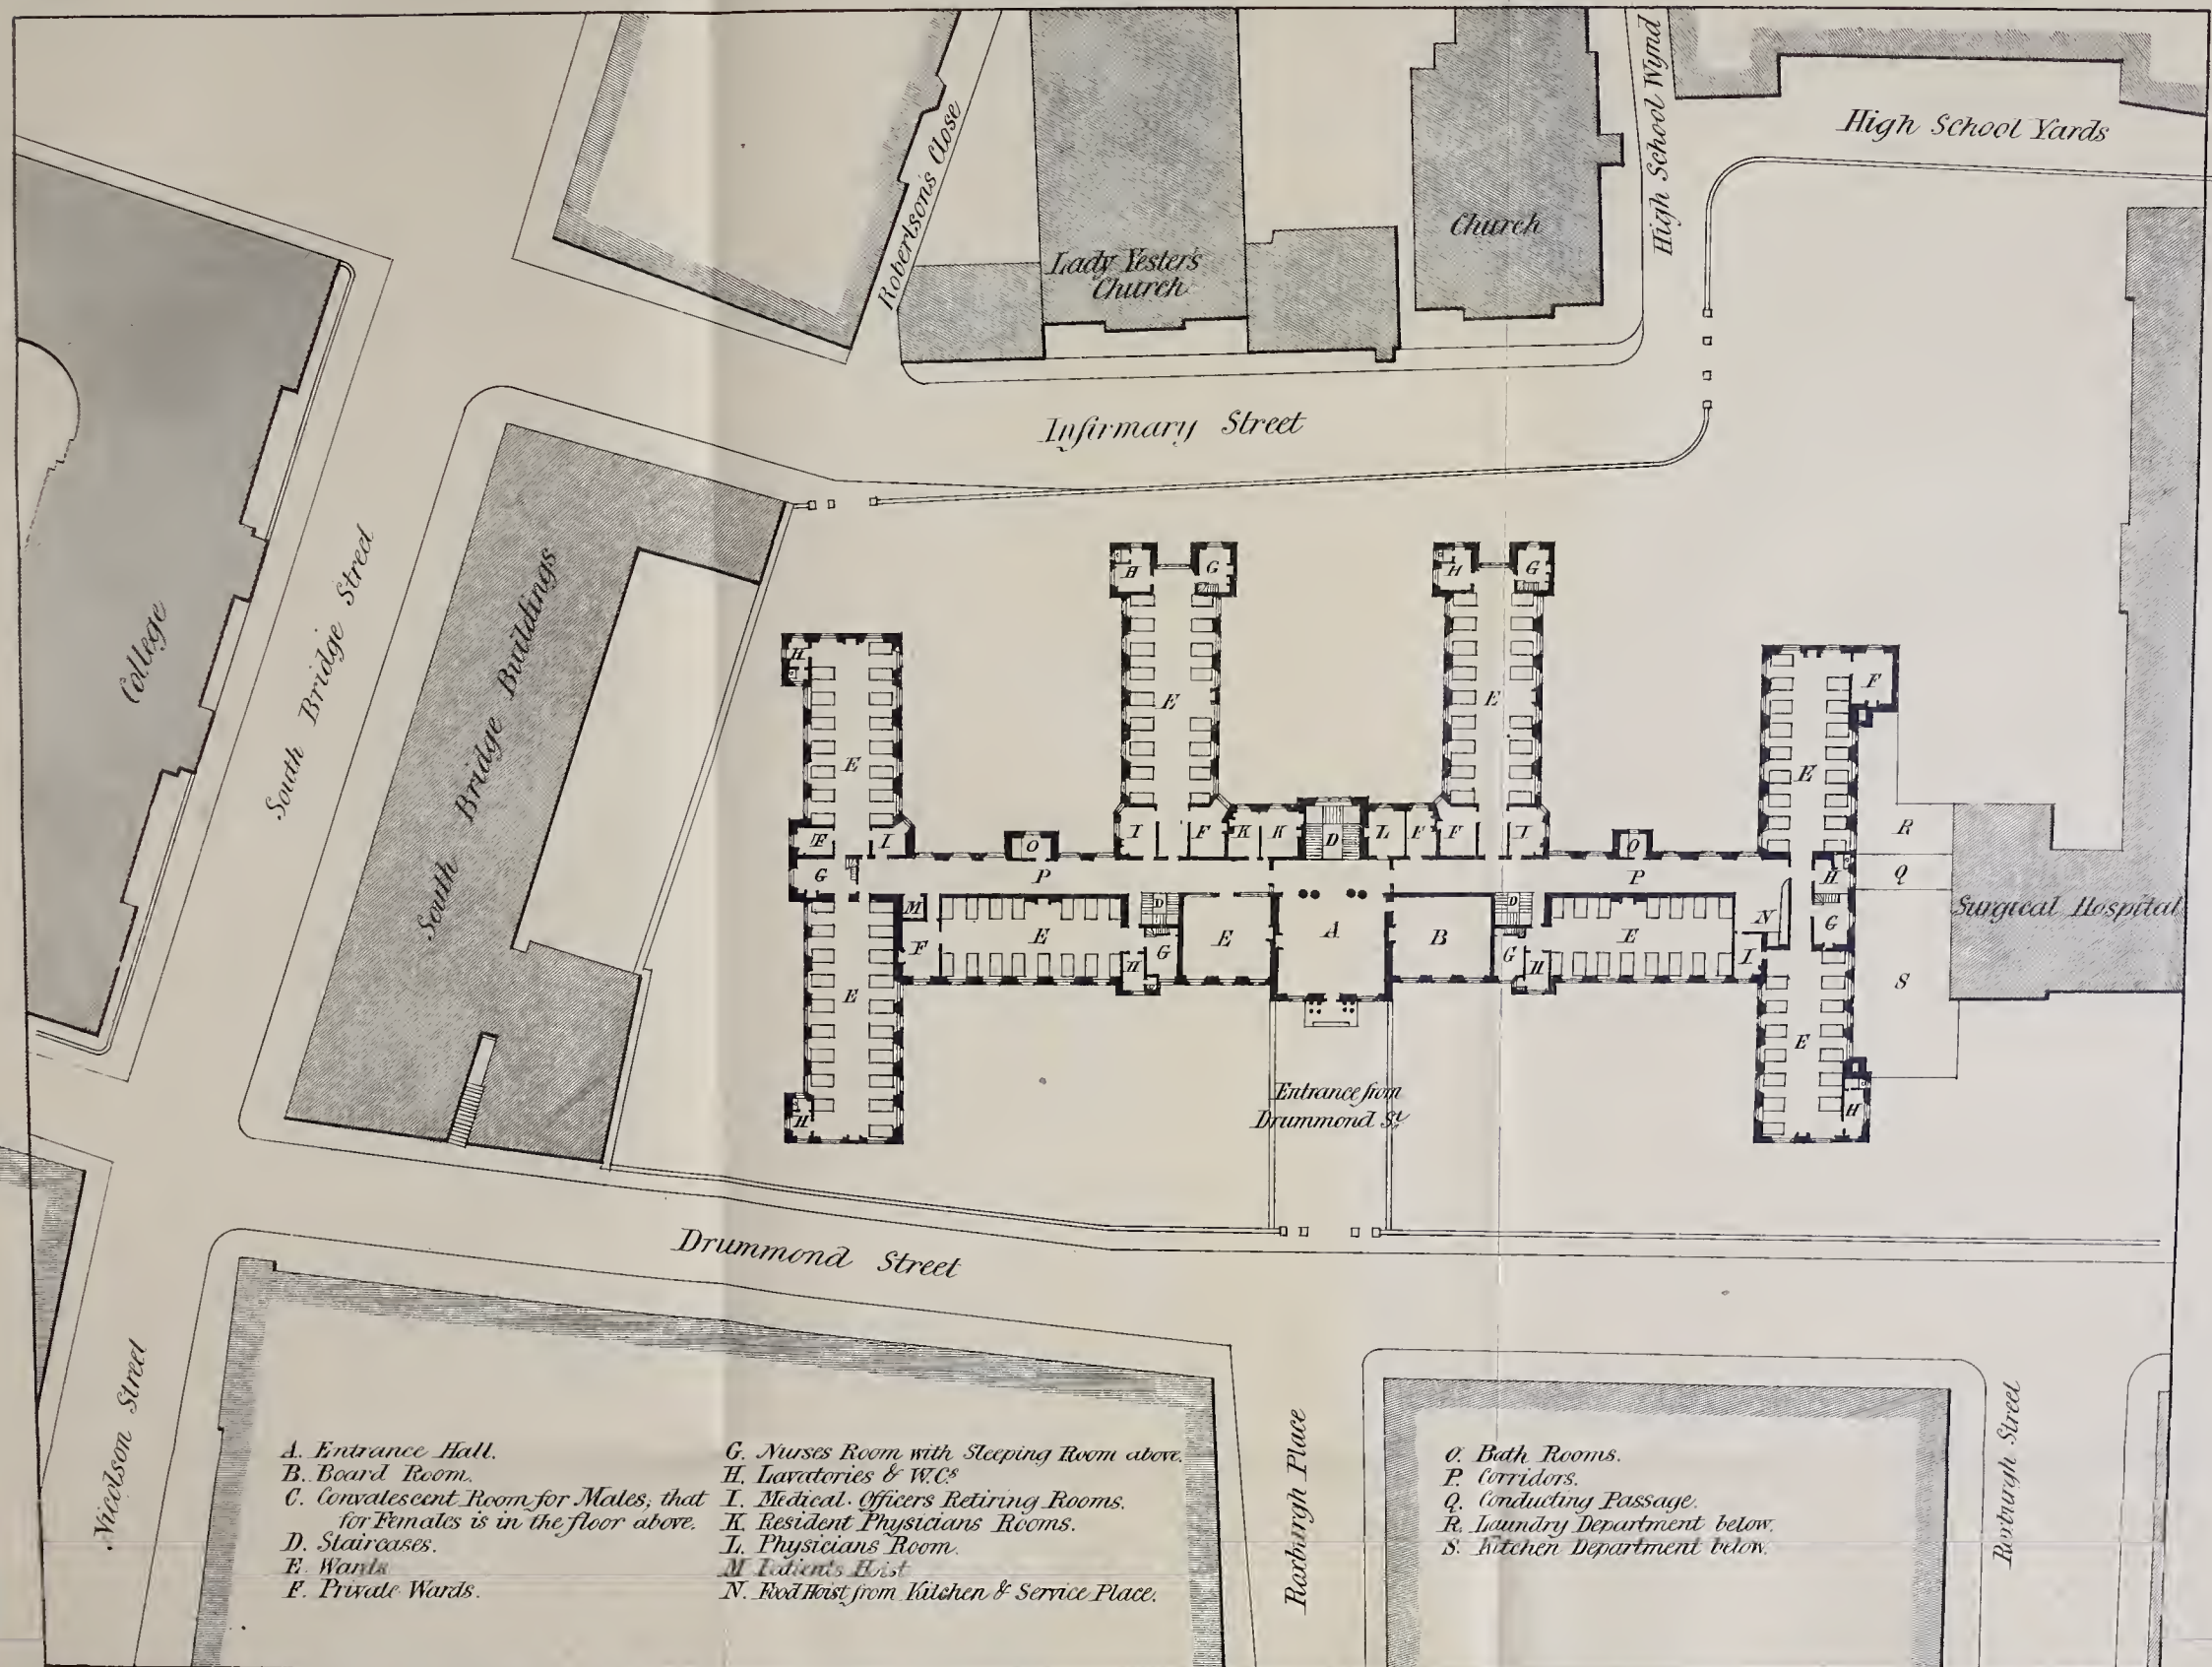 High School Wynd
High School Yards
Robertson's Close
Church
Lady Yester's
Church
Infirmary Street
College
South Bridge Street
South Bridge Buildings
H G H G
H
E E
F
E E
I F K K D L F F I
F I O O R
G P P H Q
M D D N Surgical Hospital
E E A B E G
F G G I
H H S
E E
Entrance from
Drummond St.
H H
Drummond Street
Nicolson Street
Roxburgh Place
Roxburgh Street
A. Entrance Hall.
B. Board Room.
C. Convalescent Room for Males, that
for Females is in the floor above.
D. Staircases.
E. Wards
F. Private Wards.
G. Nurses Room with Sleeping Room above.
H. Lavatories & W.Cs
I. Medical Officers Retiring Rooms.
K. Resident Physicians Rooms.
L. Physicians Room.
M Patient's Hoist
N. Food Hoist from Kitchen & Service Place.
O. Bath Rooms.
P. Corridors.
Q. Conducting Passage.
R. Laundry Department below.
S. Kitchen Department below.